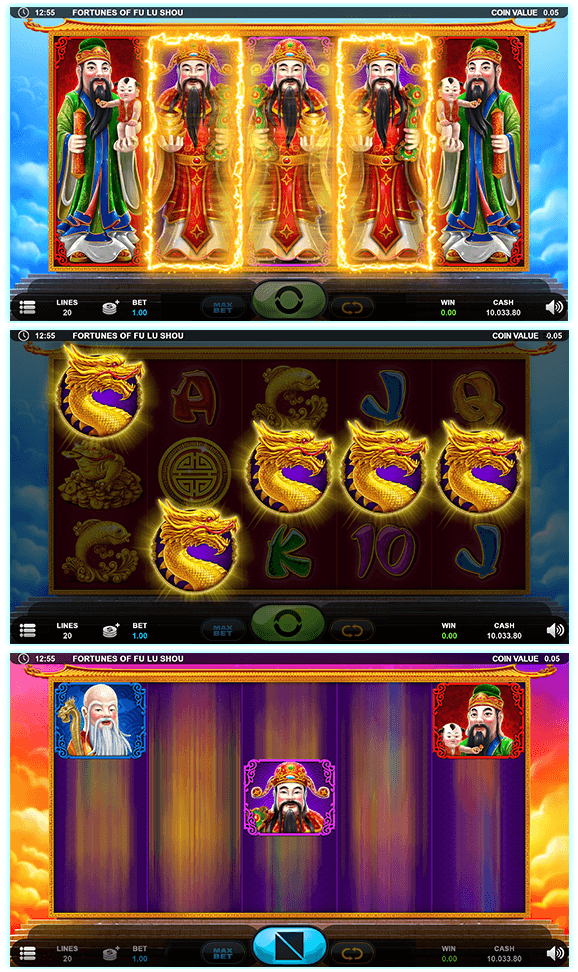 12:55 FORTUNES OF FU LU SHOU COIN VALUE 0.05
LINES BET MAX BET WIN CASH
20 1.00 0.00 10.033.80
12:55 FORTUNES OF FU LU SHOU COIN VALUE 0.05
A J Q
K 10 J
LINES BET MAX BET WIN CASH
20 1.00 0.00 10.033.80
12:55 FORTUNES OF FU LU SHOU COIN VALUE 0.05
LINES BET MAX BET WIN CASH
20 1.00 0.00 10.033.80